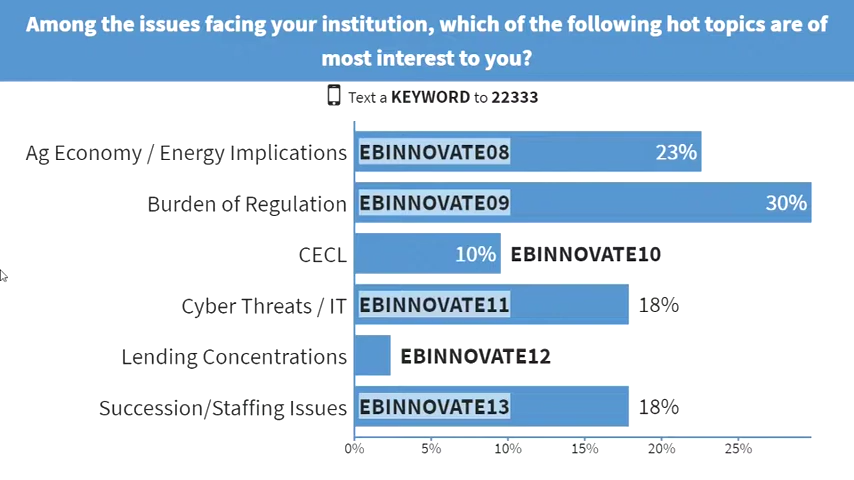 Among the issues facing your institution, which of the following hot topics are of
most interest to you?
Text a KEYWORD to 22333
Ag Economy / Energy Implications EBINNOVATE08 23%
Burden of Regulation EBINNOVATE09 30%
CECL 10% EBINNOVATE10
Cyber Threats / IT EBINNOVATE11 18%
Lending Concentrations EBINNOVATE12
Succession/Staffing Issues EBINNOVATE13 18%
0% 5% 10% 15% 20% 25%